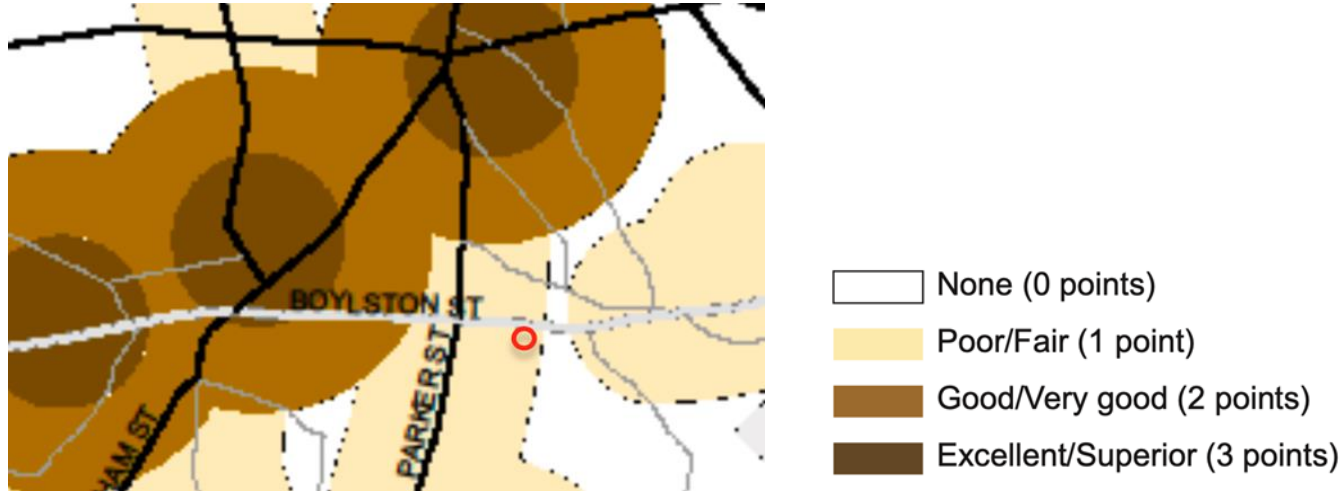 BOYLSTON ST
PARKER ST
HAM ST
None (0 points)
Poor/Fair (1 point)
Good/Very good (2 points)
Excellent/Superior (3 points)